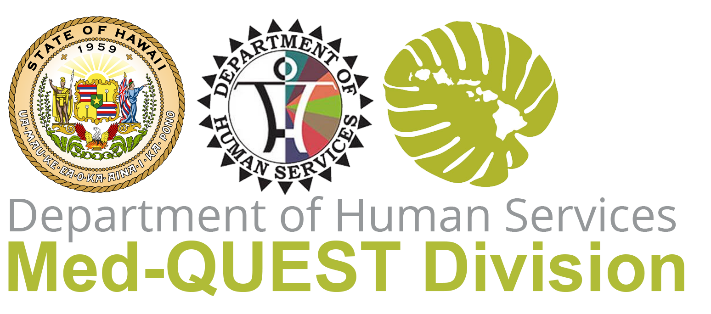 STATE OF HAWAII
1959
UA·MAU·KE·EA·O·KA·AINA·I·KA·PONO
DEPARTMENT OF
HUMAN SERVICES
Department of Human Services
Med-QUEST Division